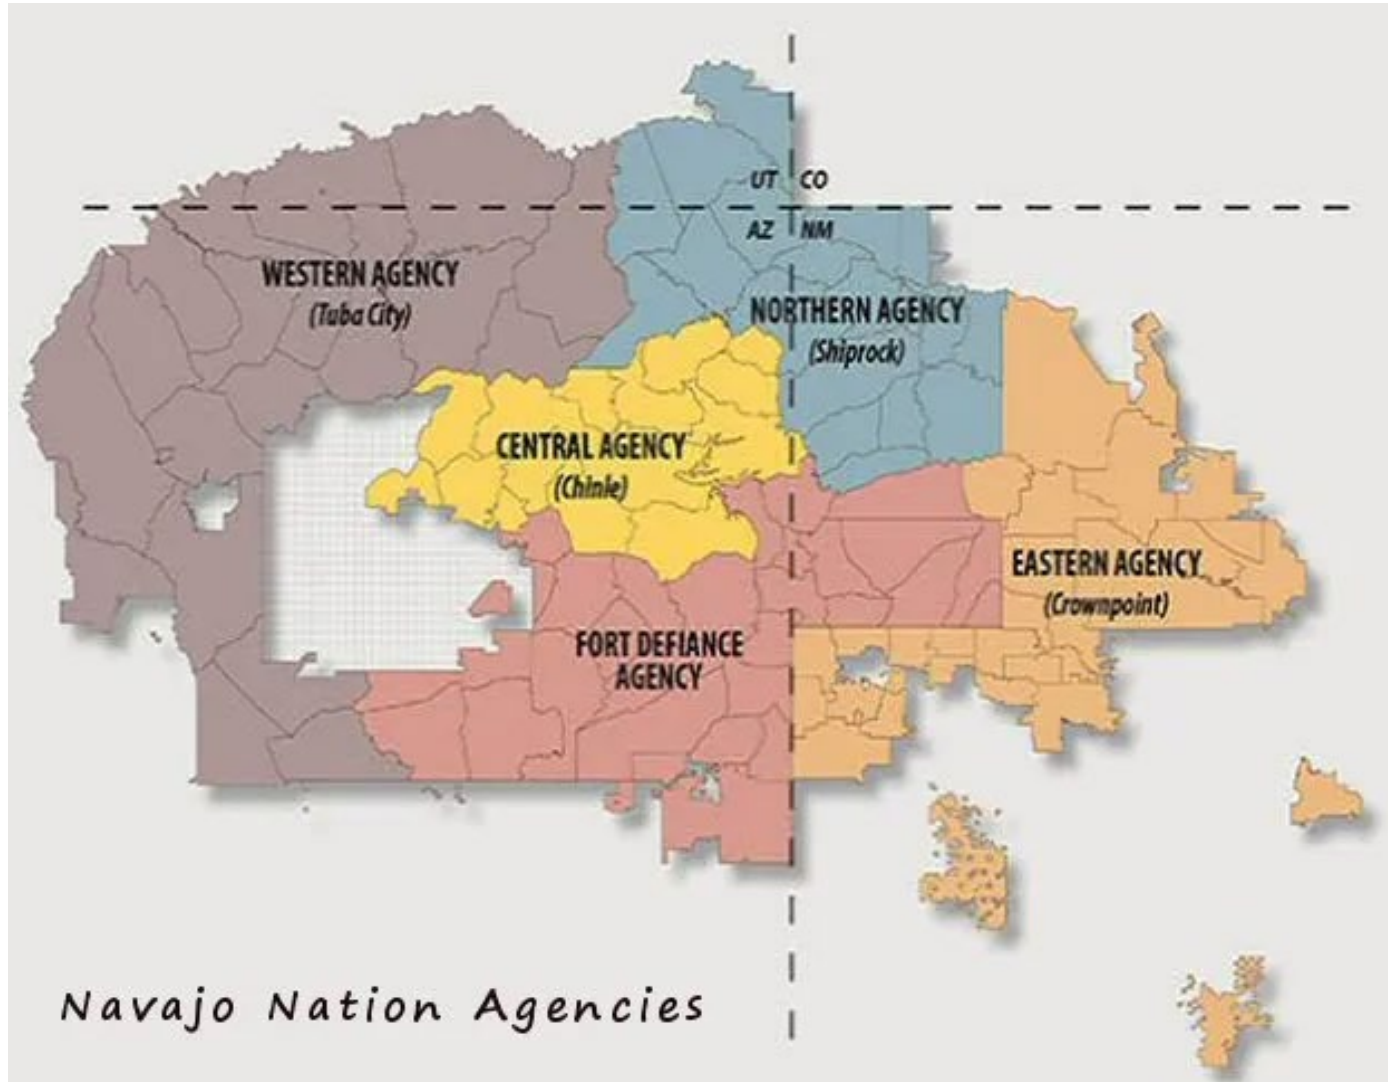 UT CO
AZ NM
WESTERN AGENCY
(Tuba City)
NORTHERN AGENCY
(Shiprock)
CENTRAL AGENCY
(Chinle)
EASTERN AGENCY
(Crownpoint)
FORT DEFIANCE
AGENCY
Navajo Nation Agencies